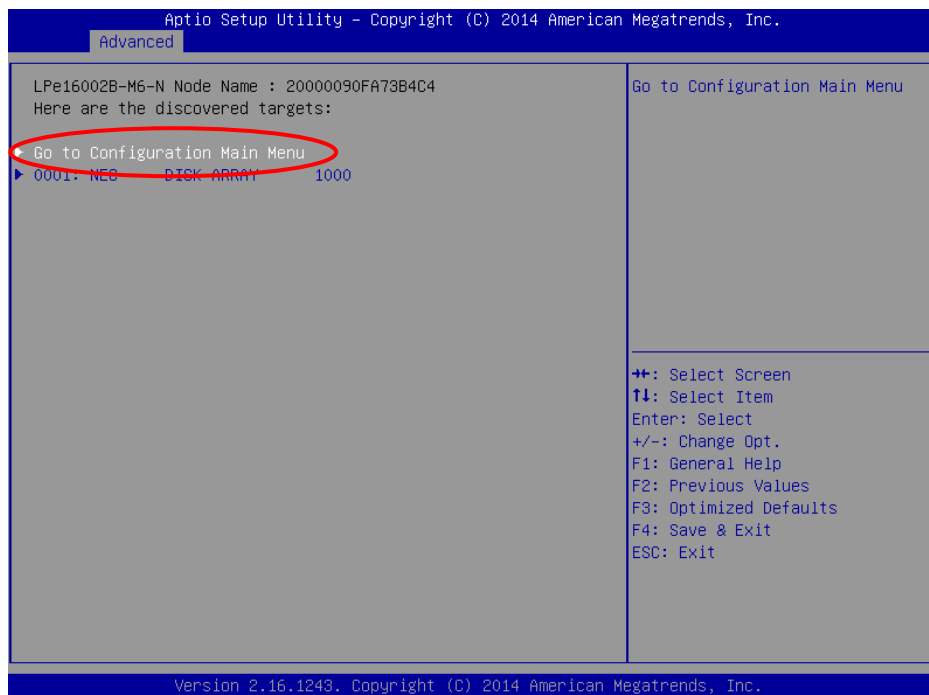 Aptio Setup Utility – Copyright (C) 2014 American Megatrends, Inc.
Advanced
LPe16002B-M6-N Node Name : 20000090FA73B4C4
Here are the discovered targets:
Go to Configuration Main Menu
0001: NEC DISK ARRAY 1000
Go to Configuration Main Menu
→←: Select Screen
↑↓: Select Item
Enter: Select
+/-: Change Opt.
F1: General Help
F2: Previous Values
F3: Optimized Defaults
F4: Save & Exit
ESC: Exit
Version 2.16.1243. Copyright (C) 2014 American Megatrends, Inc.